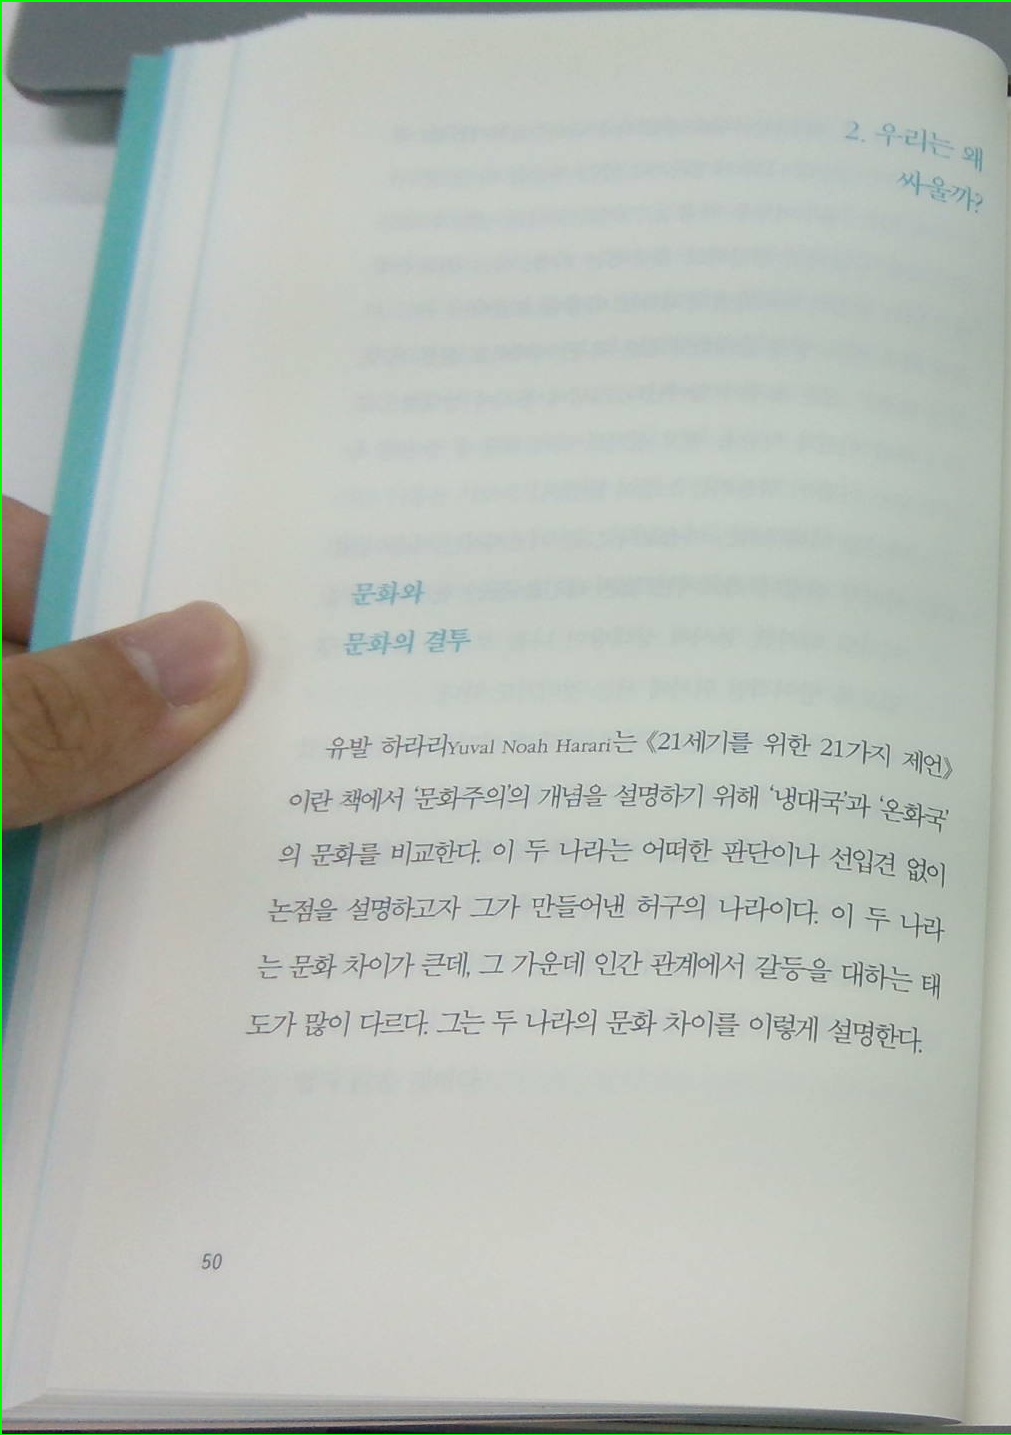 2. 우리는 왜
싸울까?
문화와
문화의 결투
유발 하라리Yuval Noah Harari는 《21세기를 위한 21가지 제언》
이란 책에서 ‘문화주의’의 개념을 설명하기 위해 ‘냉대국’과 ‘온화국’
의 문화를 비교한다. 이 두 나라는 어떠한 판단이나 선입견 없이
논점을 설명하고자 그가 만들어낸 허구의 나라이다. 이 두 나라
는 문화 차이가 큰데, 그 가운데 인간 관계에서 갈등을 대하는 태
도가 많이 다르다. 그는 두 나라의 문화 차이를 이렇게 설명한다.
50